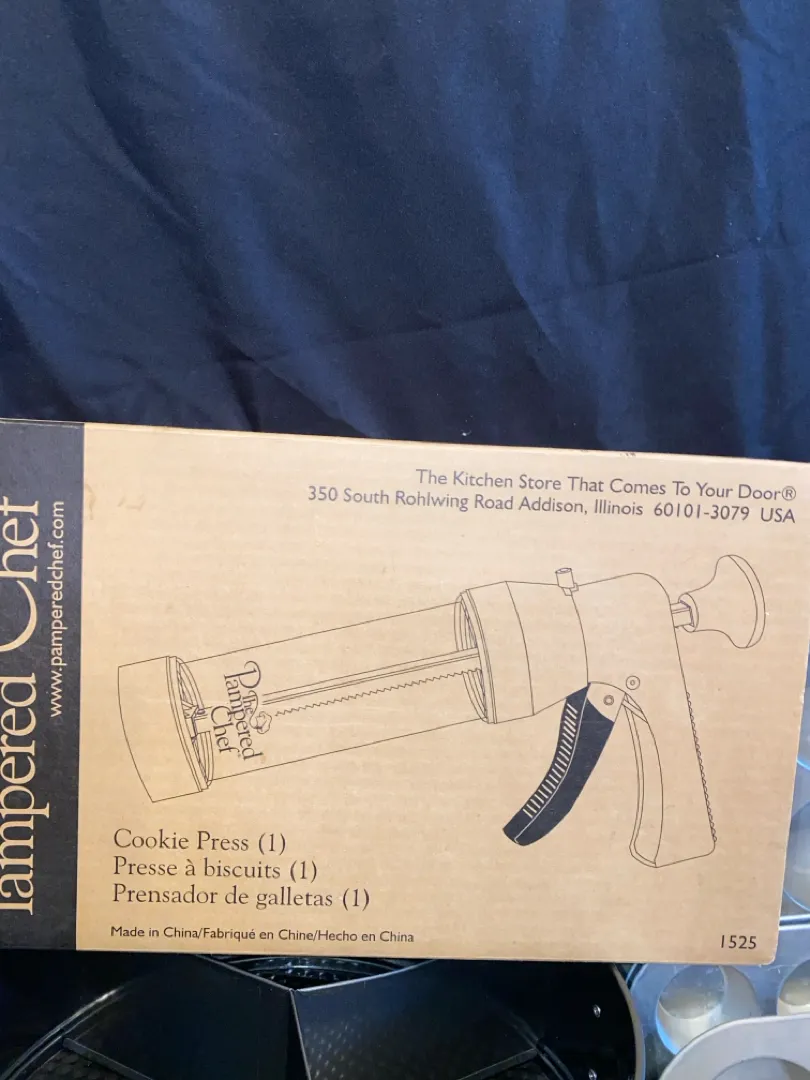 The Kitchen Store That Comes To Your Door®
350 South Rohlwing Road Addison, Illinois 60101-3079 USA
Pampered Chef
www.pamperedchef.com
The
Pampered
Chef
Cookie Press (1)
Presse à biscuits (1)
Prensador de galletas (1)
Made in China/Fabriqué en Chine/Hecho en China
1525